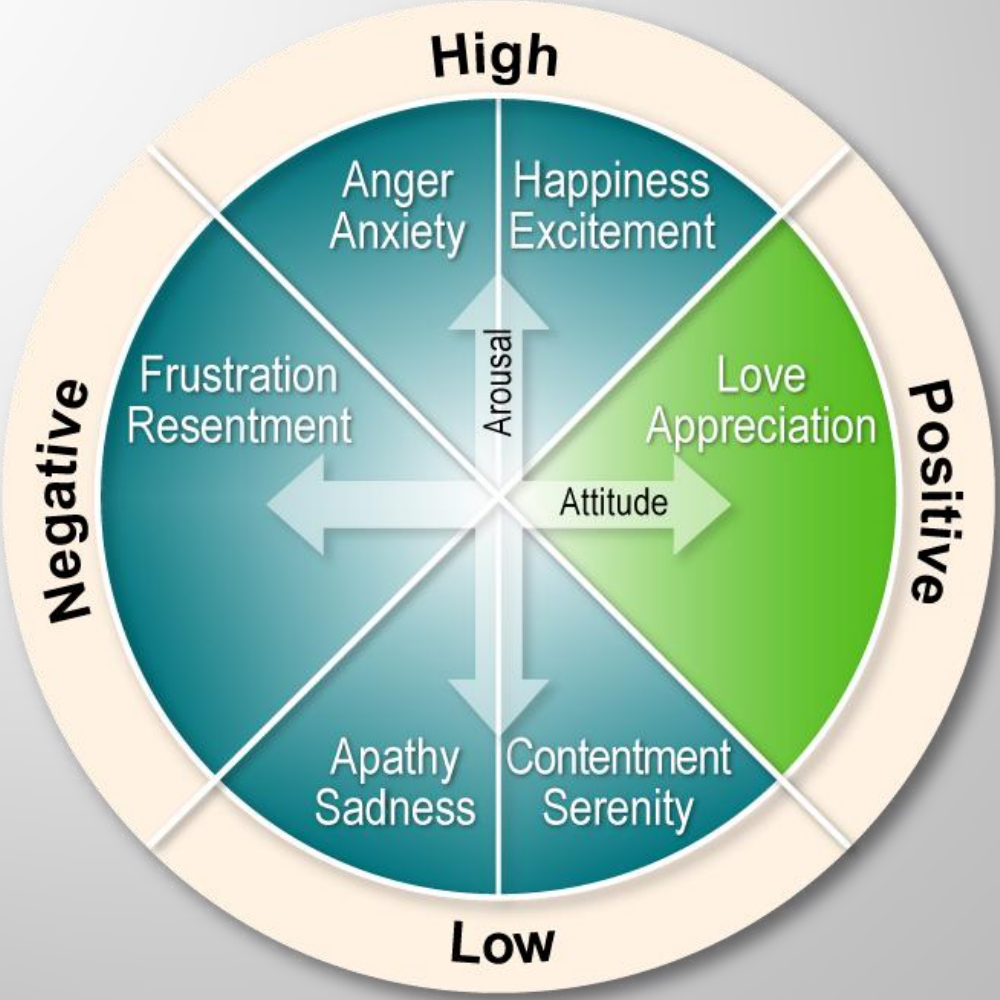 High
Anger
Anxiety
Happiness
Excitement
Arousal
Frustration
Resentment
Love
Appreciation
Negative
Attitude
Positive
Apathy
Sadness
Contentment
Serenity
Low